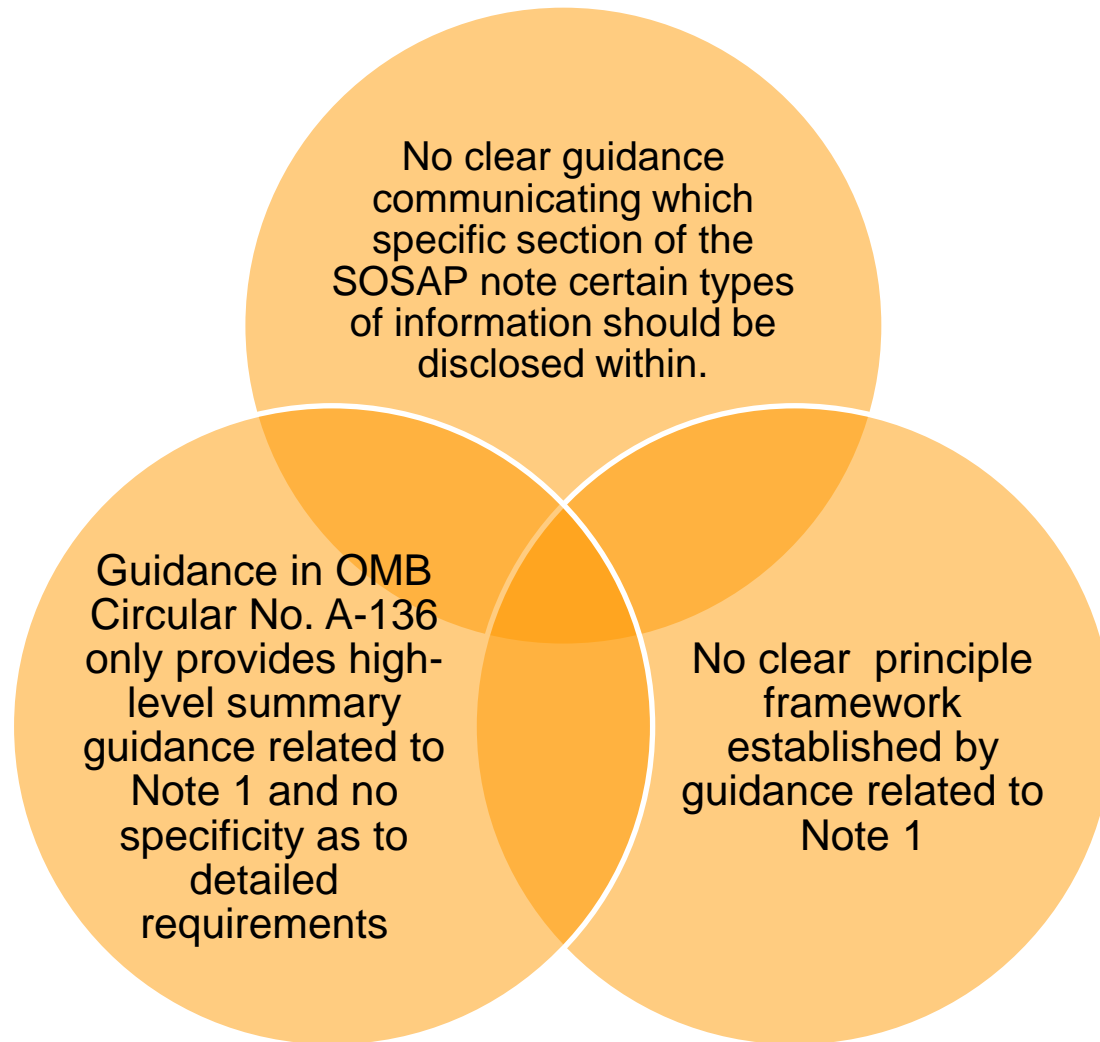 No clear guidance
communicating which
specific section of the
SOSAP note certain types
of information should be
disclosed within.
Guidance in OMB
Circular No. A-136
only provides high-
level summary
guidance related to
Note 1 and no
specificity as to
detailed
requirements
No clear  principle
framework
established by
guidance related to
Note 1